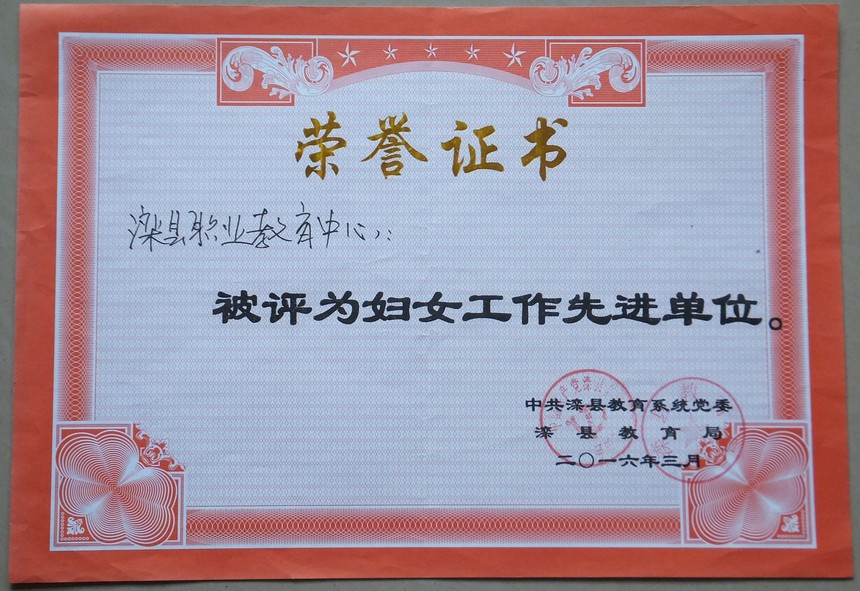 荣誉证书
滦县职业教育中心:
被评为妇女工作先进单位。
中共滦县教育系统党委
滦县教育局
二〇一六年三月